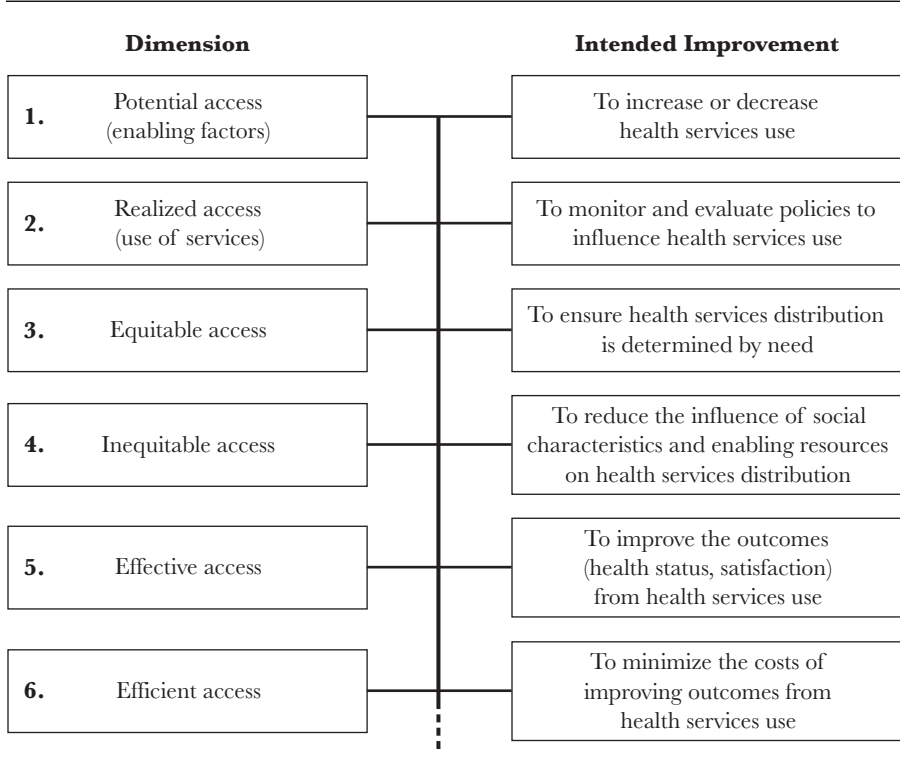 Dimension
Intended Improvement
1.
Potential access
(enabling factors)
To increase or decrease
health services use
2.
Realized access
(use of services)
To monitor and evaluate policies to
influence health services use
3.
Equitable access
To ensure health services distribution
is determined by need
4.
Inequitable access
To reduce the influence of social
characteristics and enabling resources
on health services distribution
5.
Effective access
To improve the outcomes
(health status, satisfaction)
from health services use
6.
Efficient access
To minimize the costs of
improving outcomes from
health services use